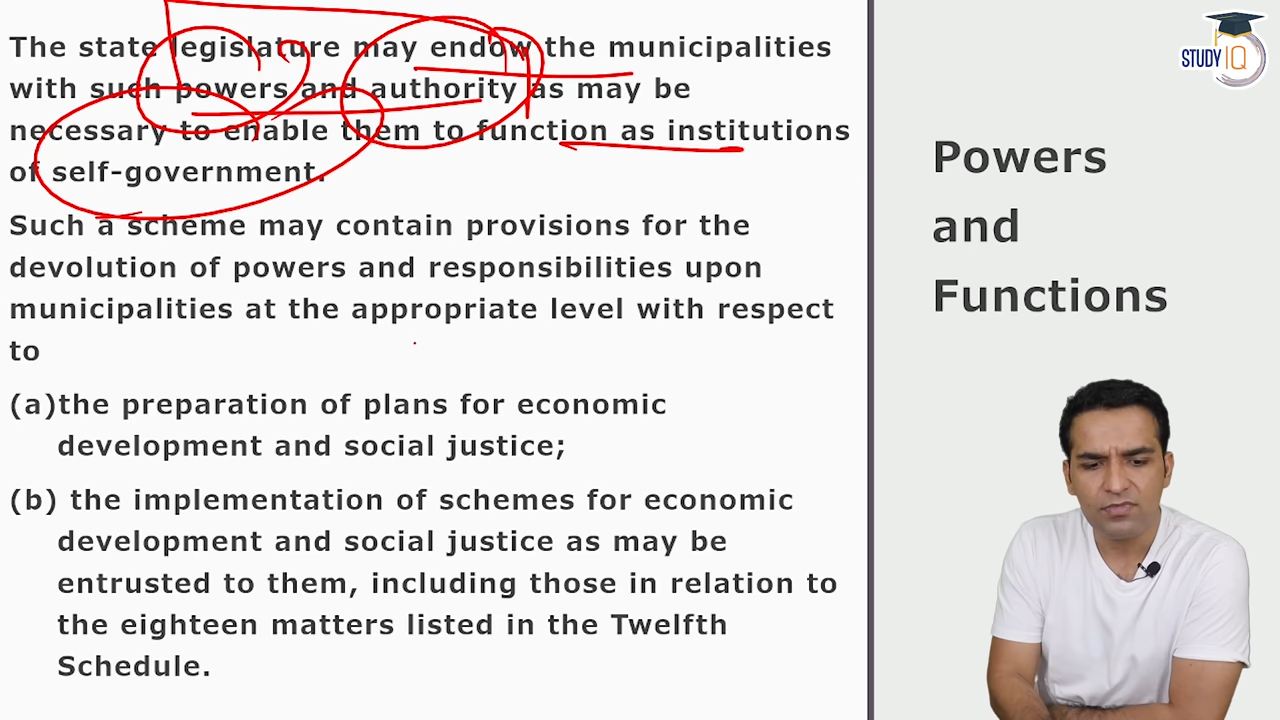 The state legislature may endow the municipalities
with such powers and authority as may be
necessary to enable them to function as institutions
of self-government.
Such a scheme may contain provisions for the
devolution of powers and responsibilities upon
municipalities at the appropriate level with respect
to
(a)the preparation of plans for economic
development and social justice;
(b) the implementation of schemes for economic
development and social justice as may be
entrusted to them, including those in relation to
the eighteen matters listed in the Twelfth
Schedule.
STUDY IQ
Powers
and
Functions